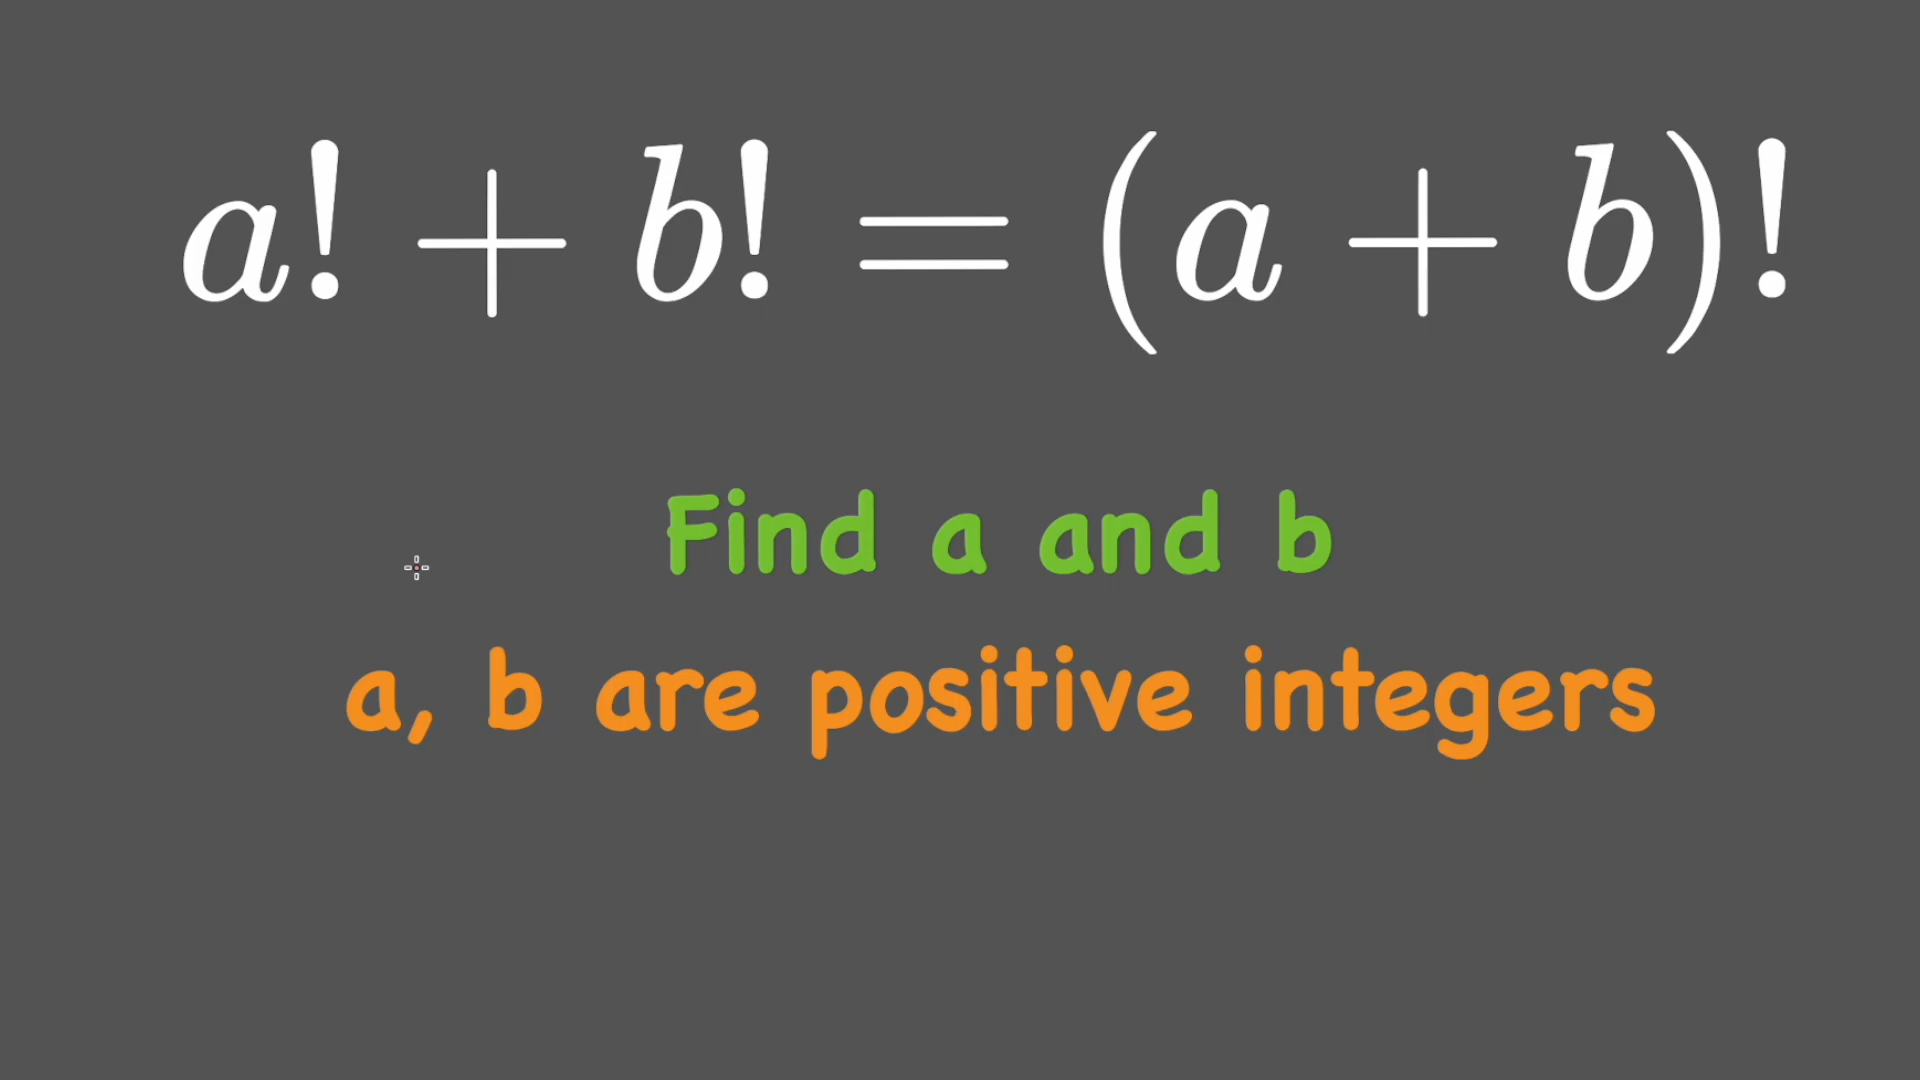 a! + b! = (a + b)!
Find a and b
a, b are positive integers